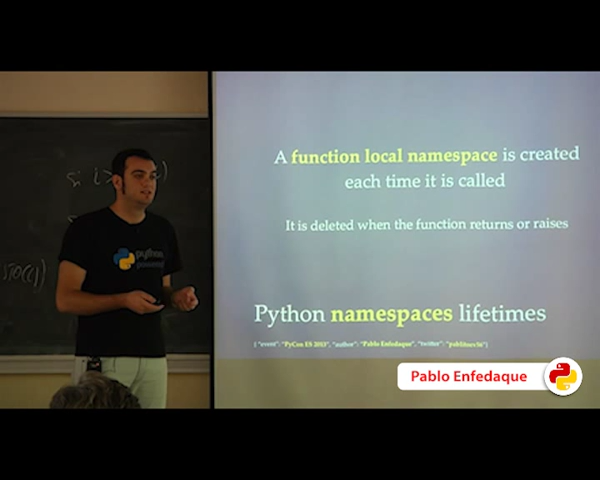 A function local namespace is created
each time it is called
It is deleted when the function returns or raises
Python namespaces lifetimes
{ "event": "PyCon ES 2013", "author": "Pablo Enfedaque", "twitter":
python
powered
Pablo Enfedaque